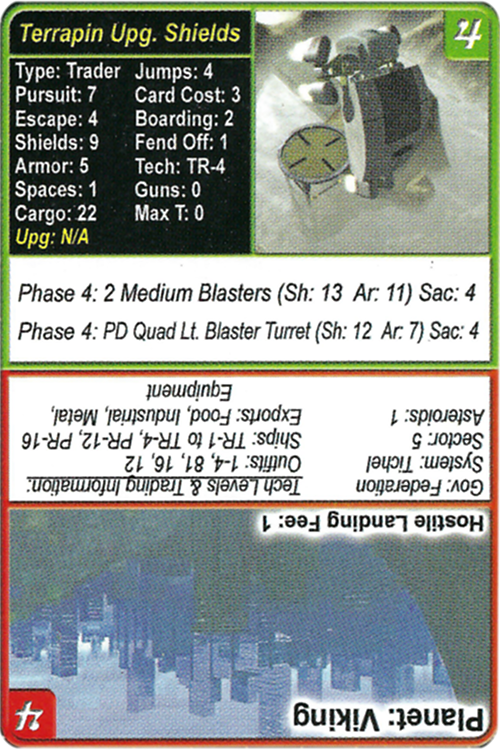 Terrapin Upg. Shields
4
Type: Trader
Pursuit: 7
Escape: 4
Shields: 9
Armor: 5
Spaces: 1
Cargo: 22
Upg: N/A
Jumps: 4
Card Cost: 3
Boarding: 2
Fend Off: 1
Tech: TR-4
Guns: 0
Max T: 0
Phase 4: 2 Medium Blasters (Sh: 13 Ar: 11) Sac: 4
Phase 4: PD Quad Lt. Blaster Turret (Sh: 12 Ar: 7) Sac: 4
Planet: Viking
4
Hostile Landing Fee: 1
Gov: Federation
System: Tichel
Sector: 5
Asteroids: 1
Tech Levels & Trading Information:
Outfits: 1-4, 81, 16, 12
Ships: TR-1 to TR-4, PR-12, PR-16
Exports: Food, Industrial, Metal,
Equipment